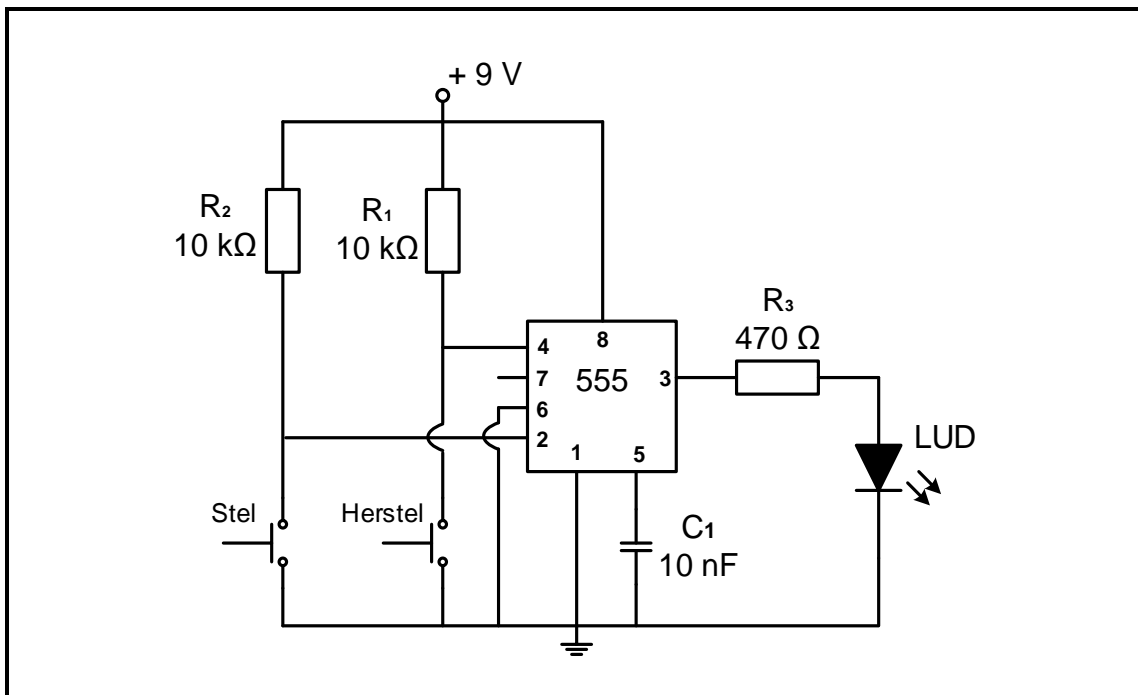 + 9 V
R₂
10 kΩ
R₁
10 kΩ
R₃
470 Ω
8
4
7
555
3
6
2
1
5
LUD
Stel
Herstel
C₁
10 nF